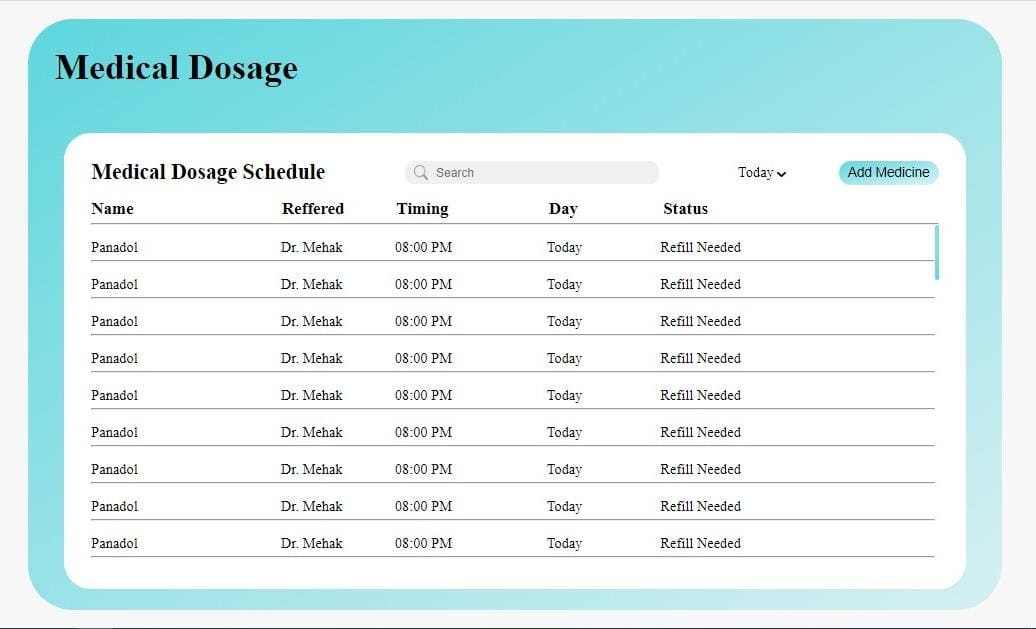 Medical Dosage
Medical Dosage Schedule Search Today Add Medicine
Name Reffered Timing Day Status
Panadol Dr. Mehak 08:00 PM Today Refill Needed
Panadol Dr. Mehak 08:00 PM Today Refill Needed
Panadol Dr. Mehak 08:00 PM Today Refill Needed
Panadol Dr. Mehak 08:00 PM Today Refill Needed
Panadol Dr. Mehak 08:00 PM Today Refill Needed
Panadol Dr. Mehak 08:00 PM Today Refill Needed
Panadol Dr. Mehak 08:00 PM Today Refill Needed
Panadol Dr. Mehak 08:00 PM Today Refill Needed
Panadol Dr. Mehak 08:00 PM Today Refill Needed